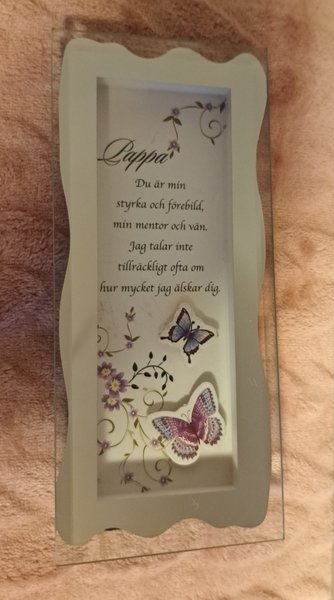 Pappa
Du är min
styrka och förebild,
min mentor och vän.
Jag talar inte
tillräckligt ofta om
hur mycket jag älskar dig.